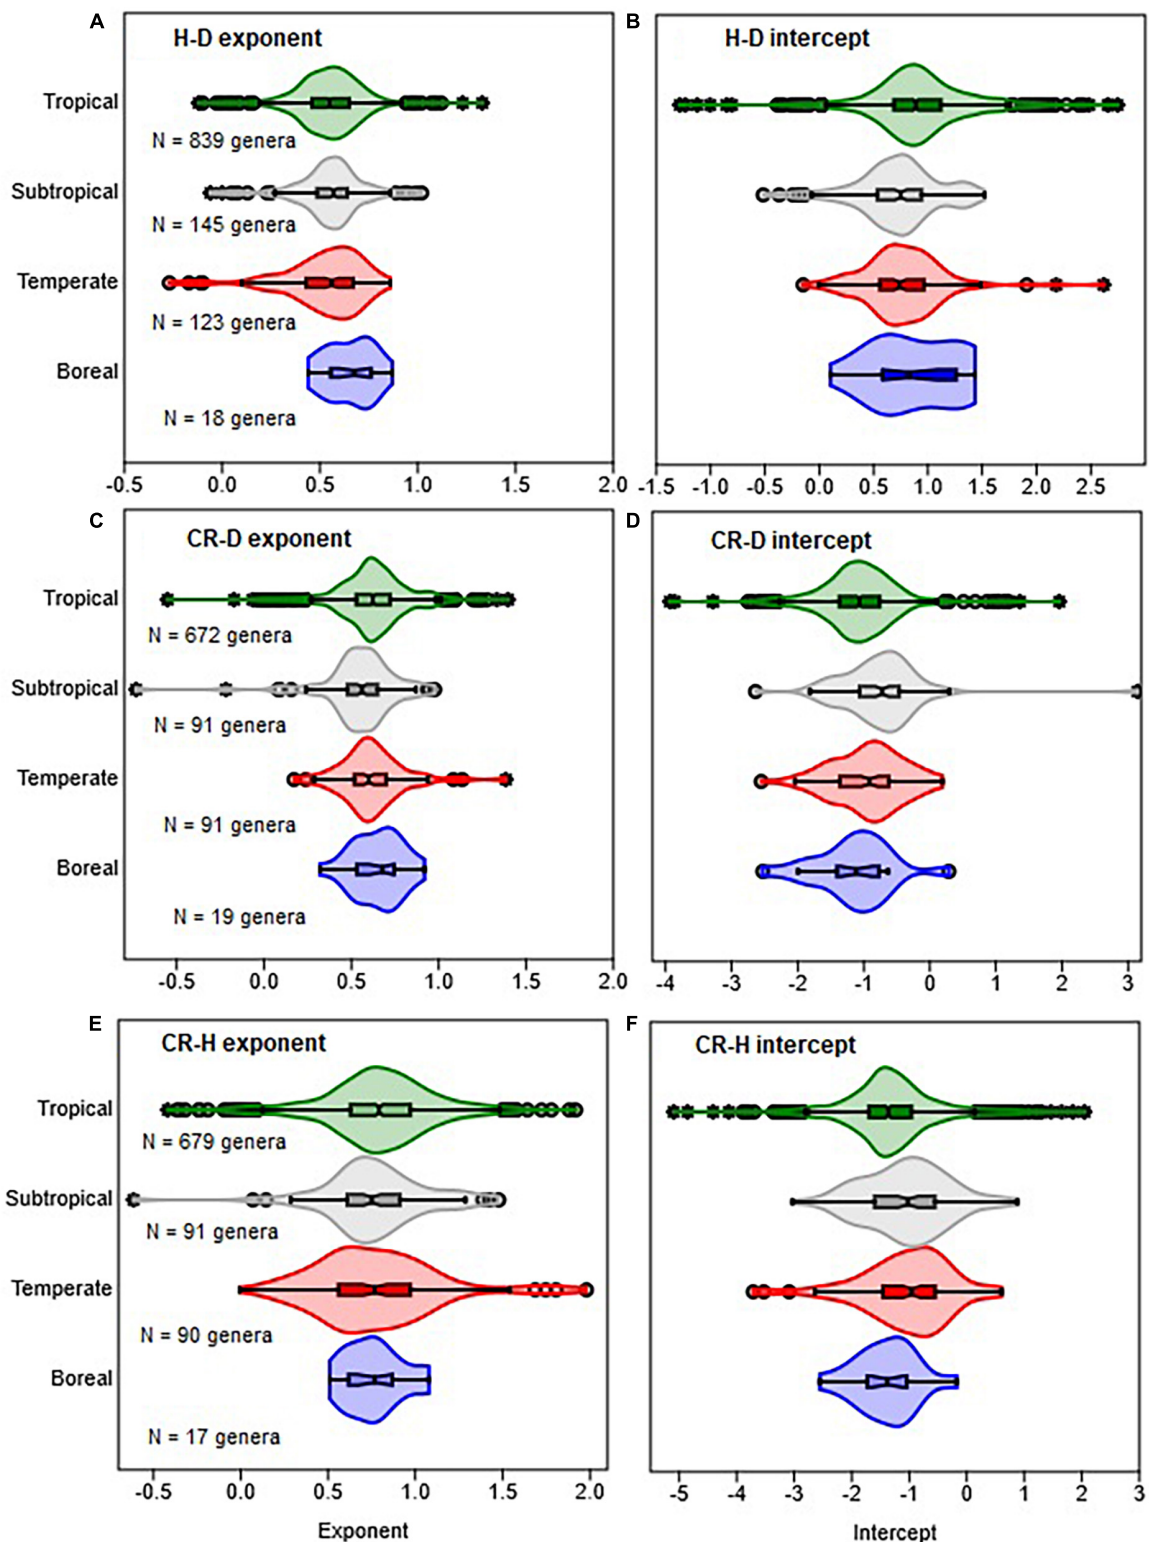 A
H-D exponent
Tropical
N = 839 genera
Subtropical
N = 145 genera
Temperate
N = 123 genera
Boreal
N = 18 genera
-0.5 0.0 0.5 1.0 1.5 2.0
B
H-D intercept
-1.5 -1.0 -0.5 0.0 0.5 1.0 1.5 2.0 2.5
C
CR-D exponent
Tropical
N = 672 genera
Subtropical
N = 91 genera
Temperate
N = 91 genera
Boreal
N = 19 genera
-0.5 0.0 0.5 1.0 1.5 2.0
D
CR-D intercept
-4 -3 -2 -1 0 1 2 3
E
CR-H exponent
Tropical
N = 679 genera
Subtropical
N = 91 genera
Temperate
N = 90 genera
Boreal
N = 17 genera
-0.5 0.0 0.5 1.0 1.5 2.0
Exponent
F
CR-H intercept
-5 -4 -3 -2 -1 0 1 2 3
Intercept